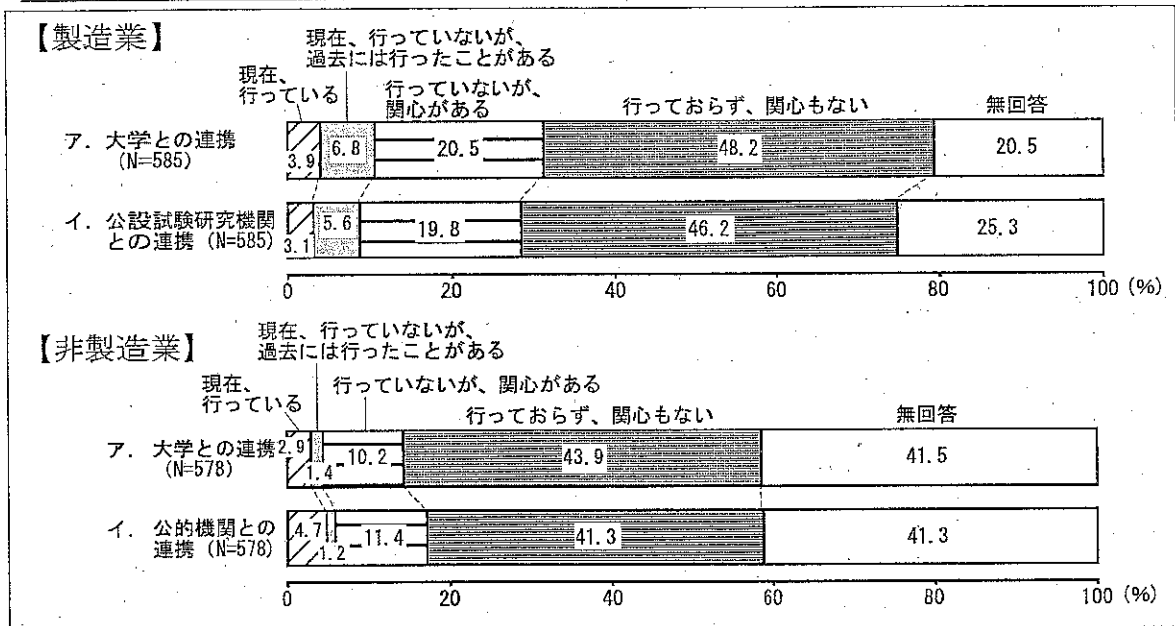 【製造業】
現在、行っていないが、
過去には行ったことがある
現在、
行っている
行っていないが、
関心がある
行っておらず、関心もない
無回答
ア．大学との連携
(N=585)
3.9
6.8
20.5
48.2
20.5
イ．公設試験研究機関
との連携 (N=585)
3.1
5.6
19.8
46.2
25.3
0 20 40 60 80 100 (%)
【非製造業】
現在、行っていないが、
過去には行ったことがある
現在、
行っている
行っていないが、関心がある
行っておらず、関心もない
無回答
ア．大学との連携
(N=578)
2.9
1.4
10.2
43.9
41.5
イ．公的機関との
連携 (N=578)
4.7
1.2
11.4
41.3
41.3
0 20 40 60 80 100 (%)